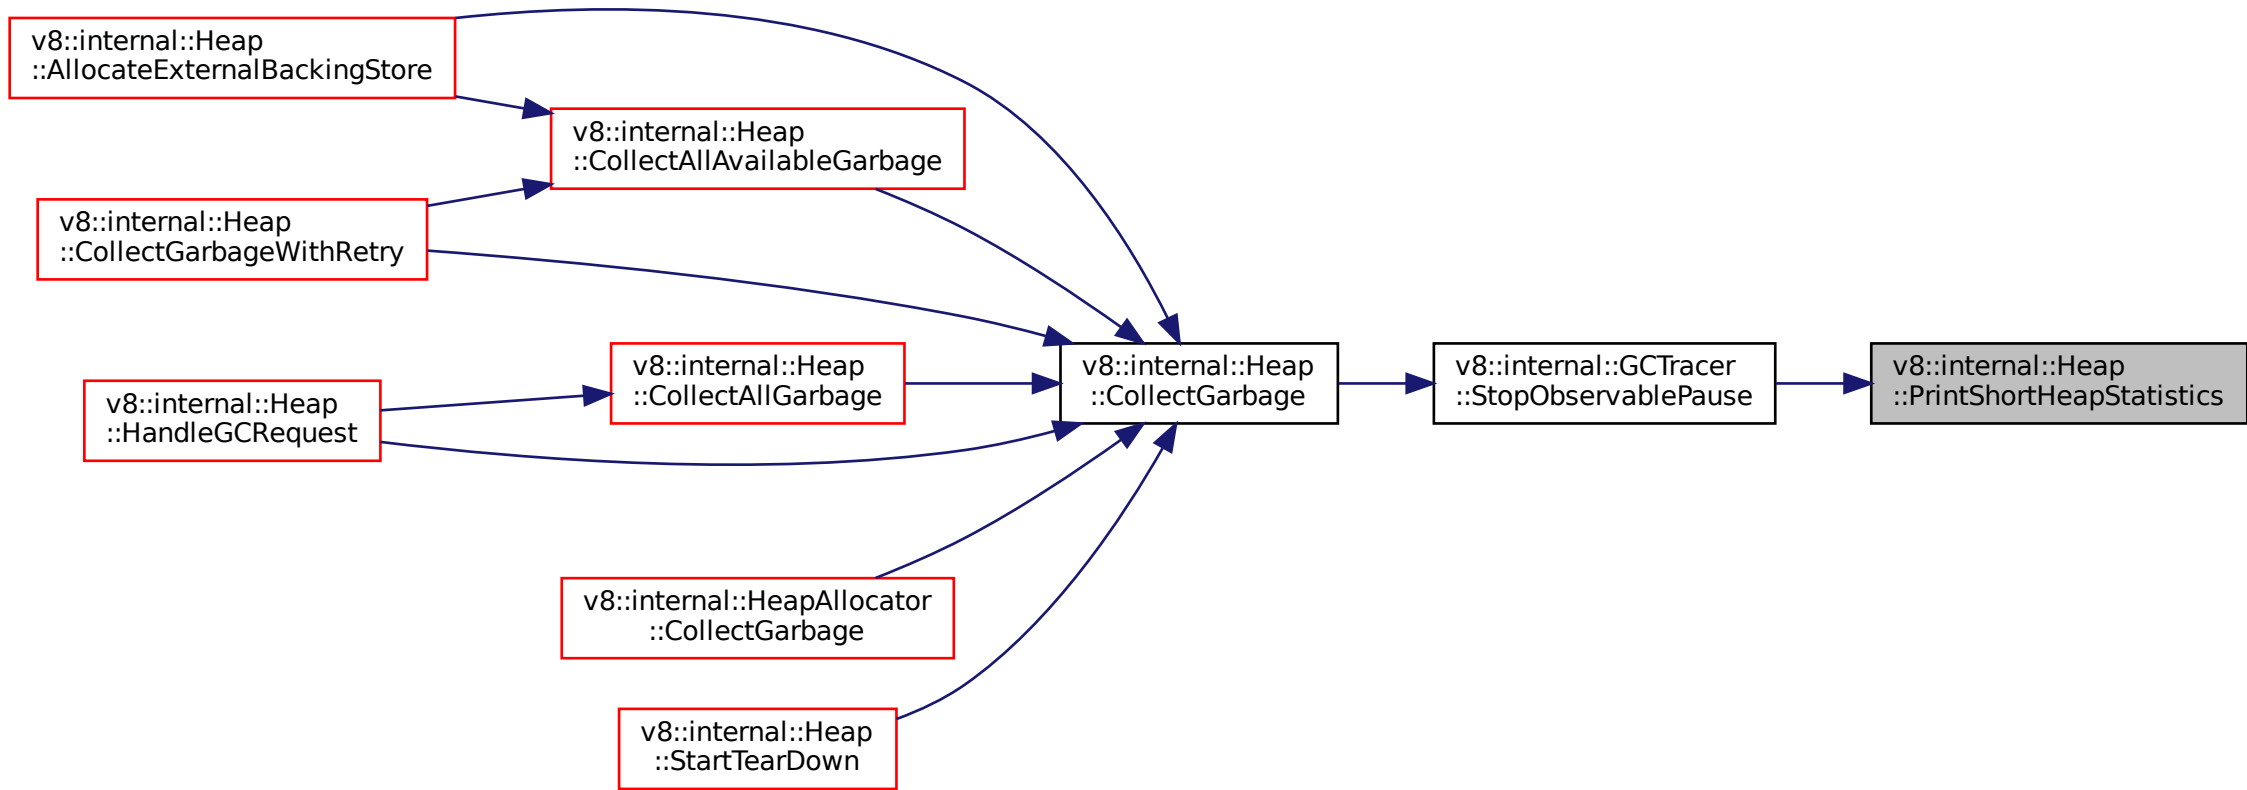 v8::internal::Heap
::AllocateExternalBackingStore
v8::internal::Heap
::CollectAllAvailableGarbage
v8::internal::Heap
::CollectGarbageWithRetry
v8::internal::Heap
::CollectAllGarbage
v8::internal::Heap
::HandleGCRequest
v8::internal::Heap
::CollectGarbage
v8::internal::GCTracer
::StopObservablePause
v8::internal::Heap
::PrintShortHeapStatistics
v8::internal::HeapAllocator
::CollectGarbage
v8::internal::Heap
::StartTearDown